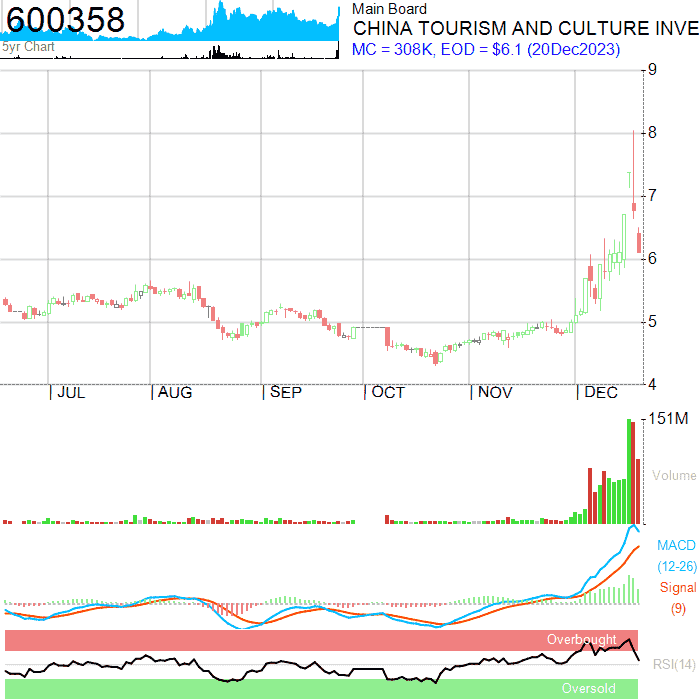 600358
5yr Chart
Main Board
CHINA TOURISM AND CULTURE INVE
MC = 308K, EOD = $6.1 (20Dec2023)
9
8
7
6
5
4
JUL
AUG
SEP
OCT
NOV
DEC
151M
Volume
MACD
(12-26)
Signal
(9)
Overbought
RSI(14)
Oversold